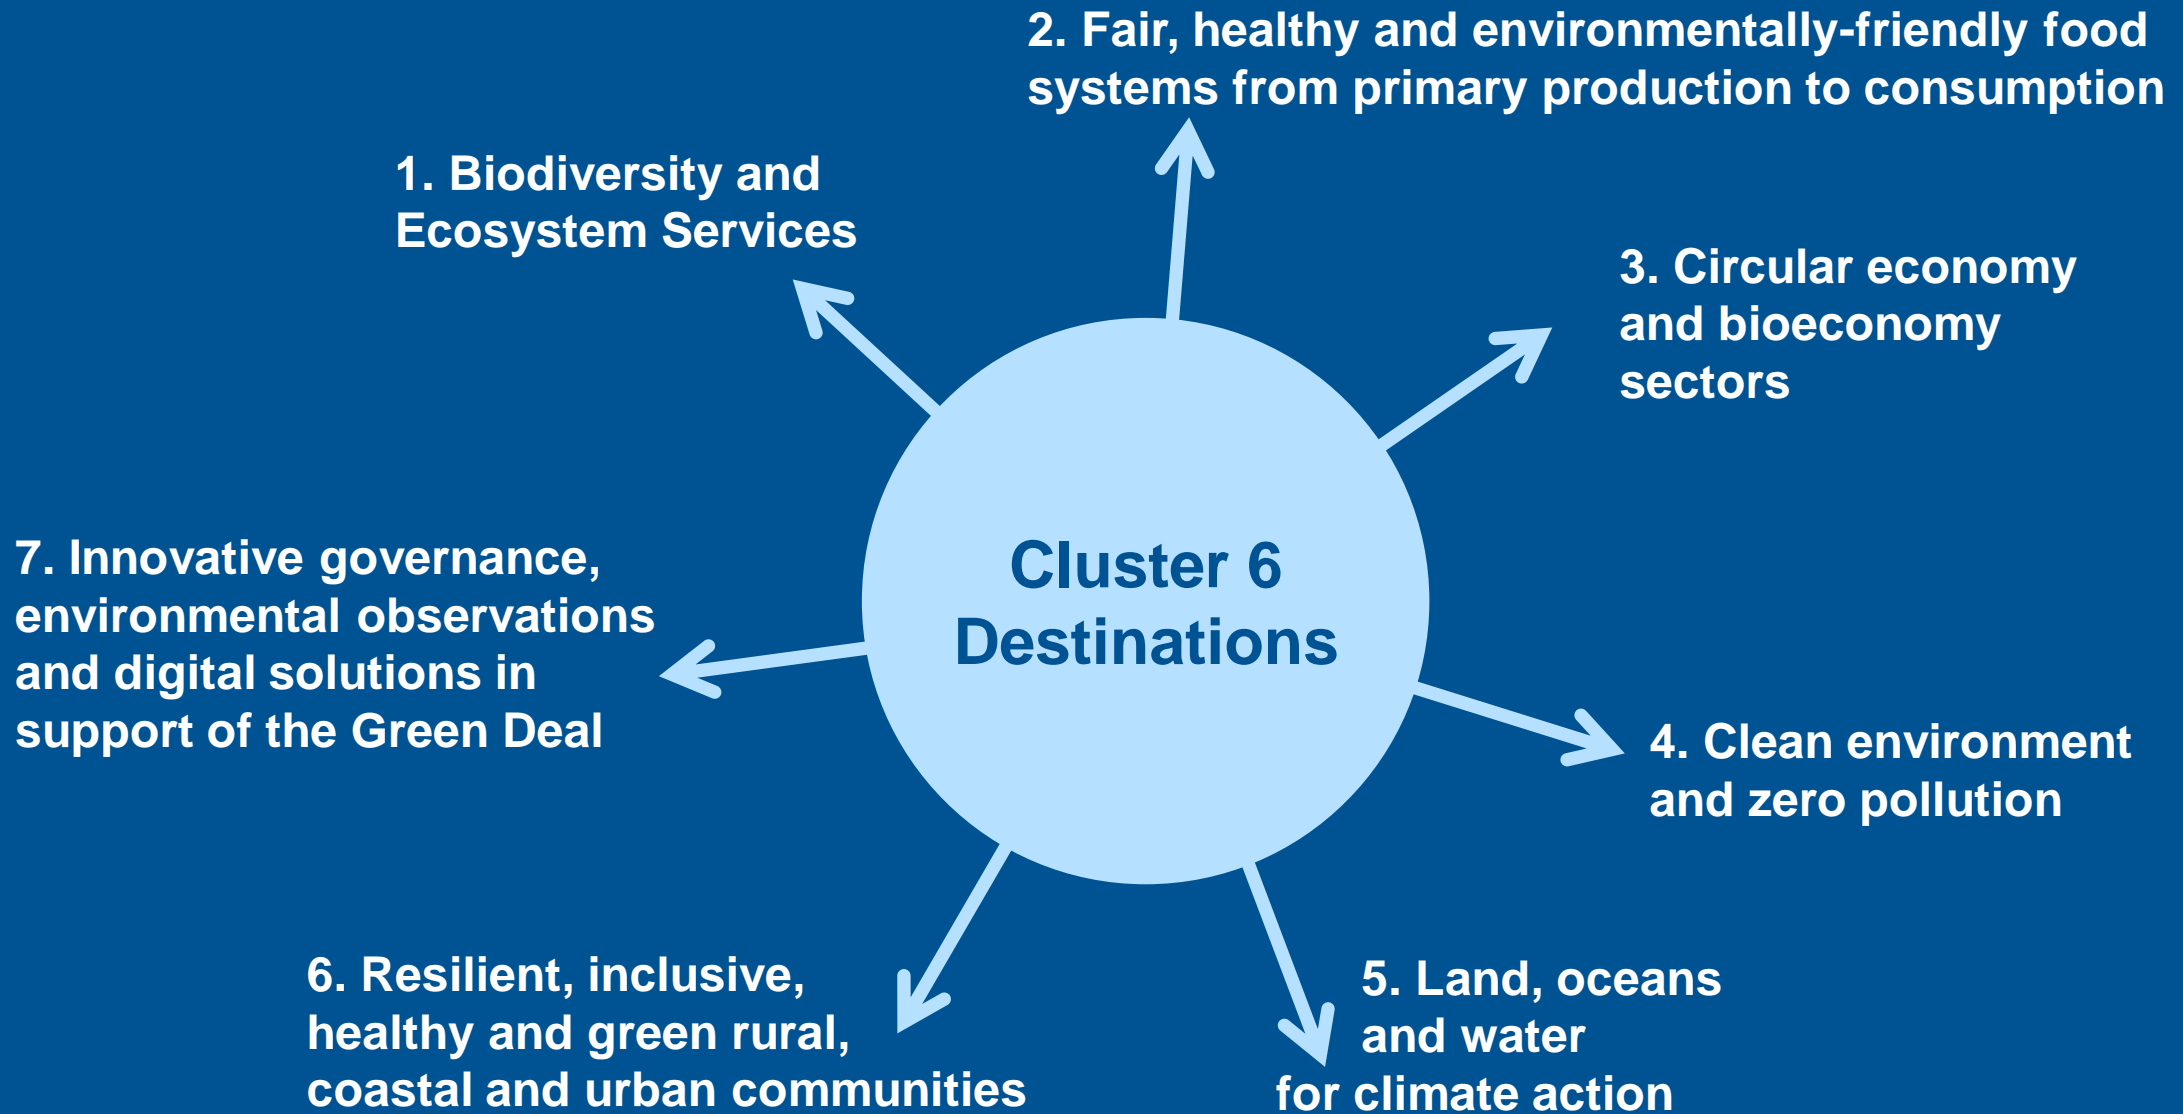 2. Fair, healthy and environmentally-friendly food
systems from primary production to consumption
1. Biodiversity and
Ecosystem Services
3. Circular economy
and bioeconomy
sectors
Cluster 6
Destinations
7. Innovative governance,
environmental observations
and digital solutions in
support of the Green Deal
4. Clean environment
and zero pollution
6. Resilient, inclusive,
healthy and green rural,
coastal and urban communities
5. Land, oceans
and water
for climate action